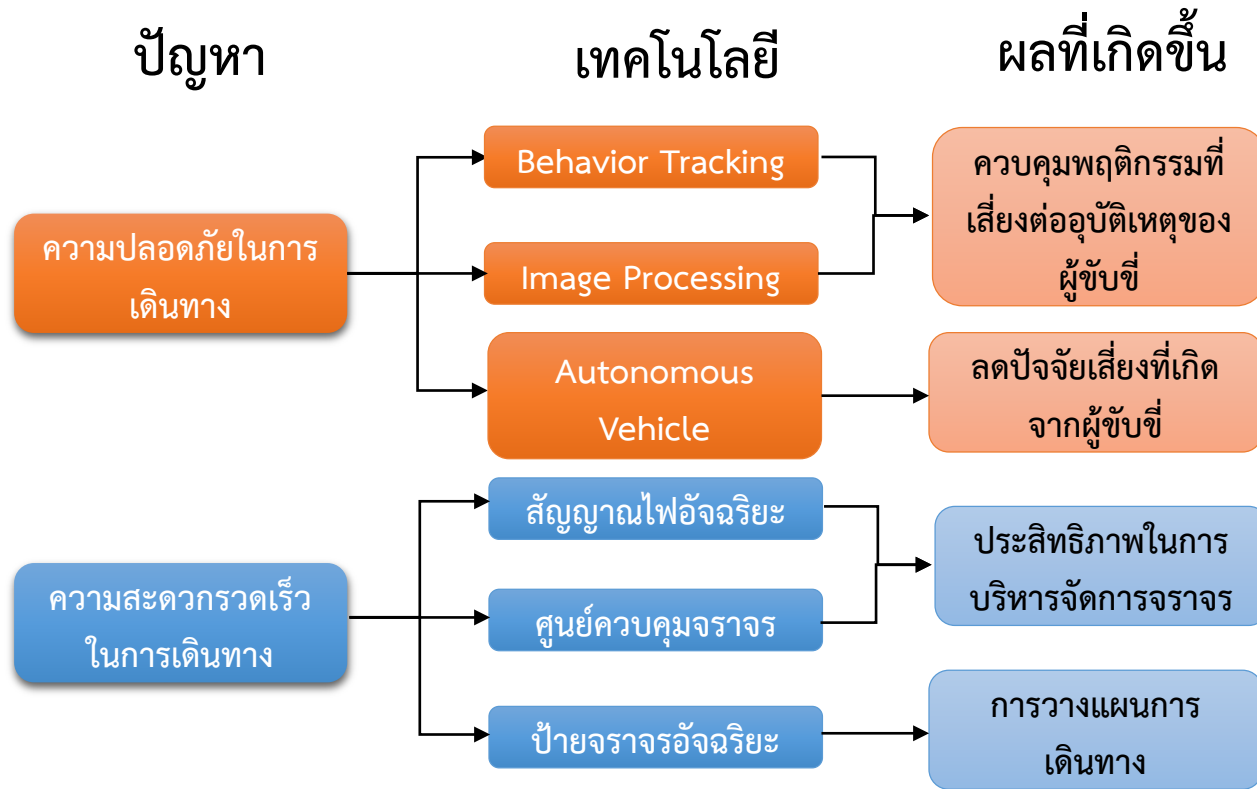 ปัญหา
เทคโนโลยี
ผลที่เกิดขึ้น
ความปลอดภัยในการ
เดินทาง
Behavior Tracking
Image Processing
Autonomous
Vehicle
ควบคุมพฤติกรรมที่
เสี่ยงต่ออุบัติเหตุของ
ผู้ขับขี่
ลดปัจจัยเสี่ยงที่เกิด
จากผู้ขับขี่
ความสะดวกรวดเร็ว
ในการเดินทาง
สัญญาณไฟอัจฉริยะ
ศูนย์ควบคุมจราจร
ป้ายจราจรอัจฉริยะ
ประสิทธิภาพในการ
บริหารจัดการจราจร
การวางแผนการ
เดินทาง